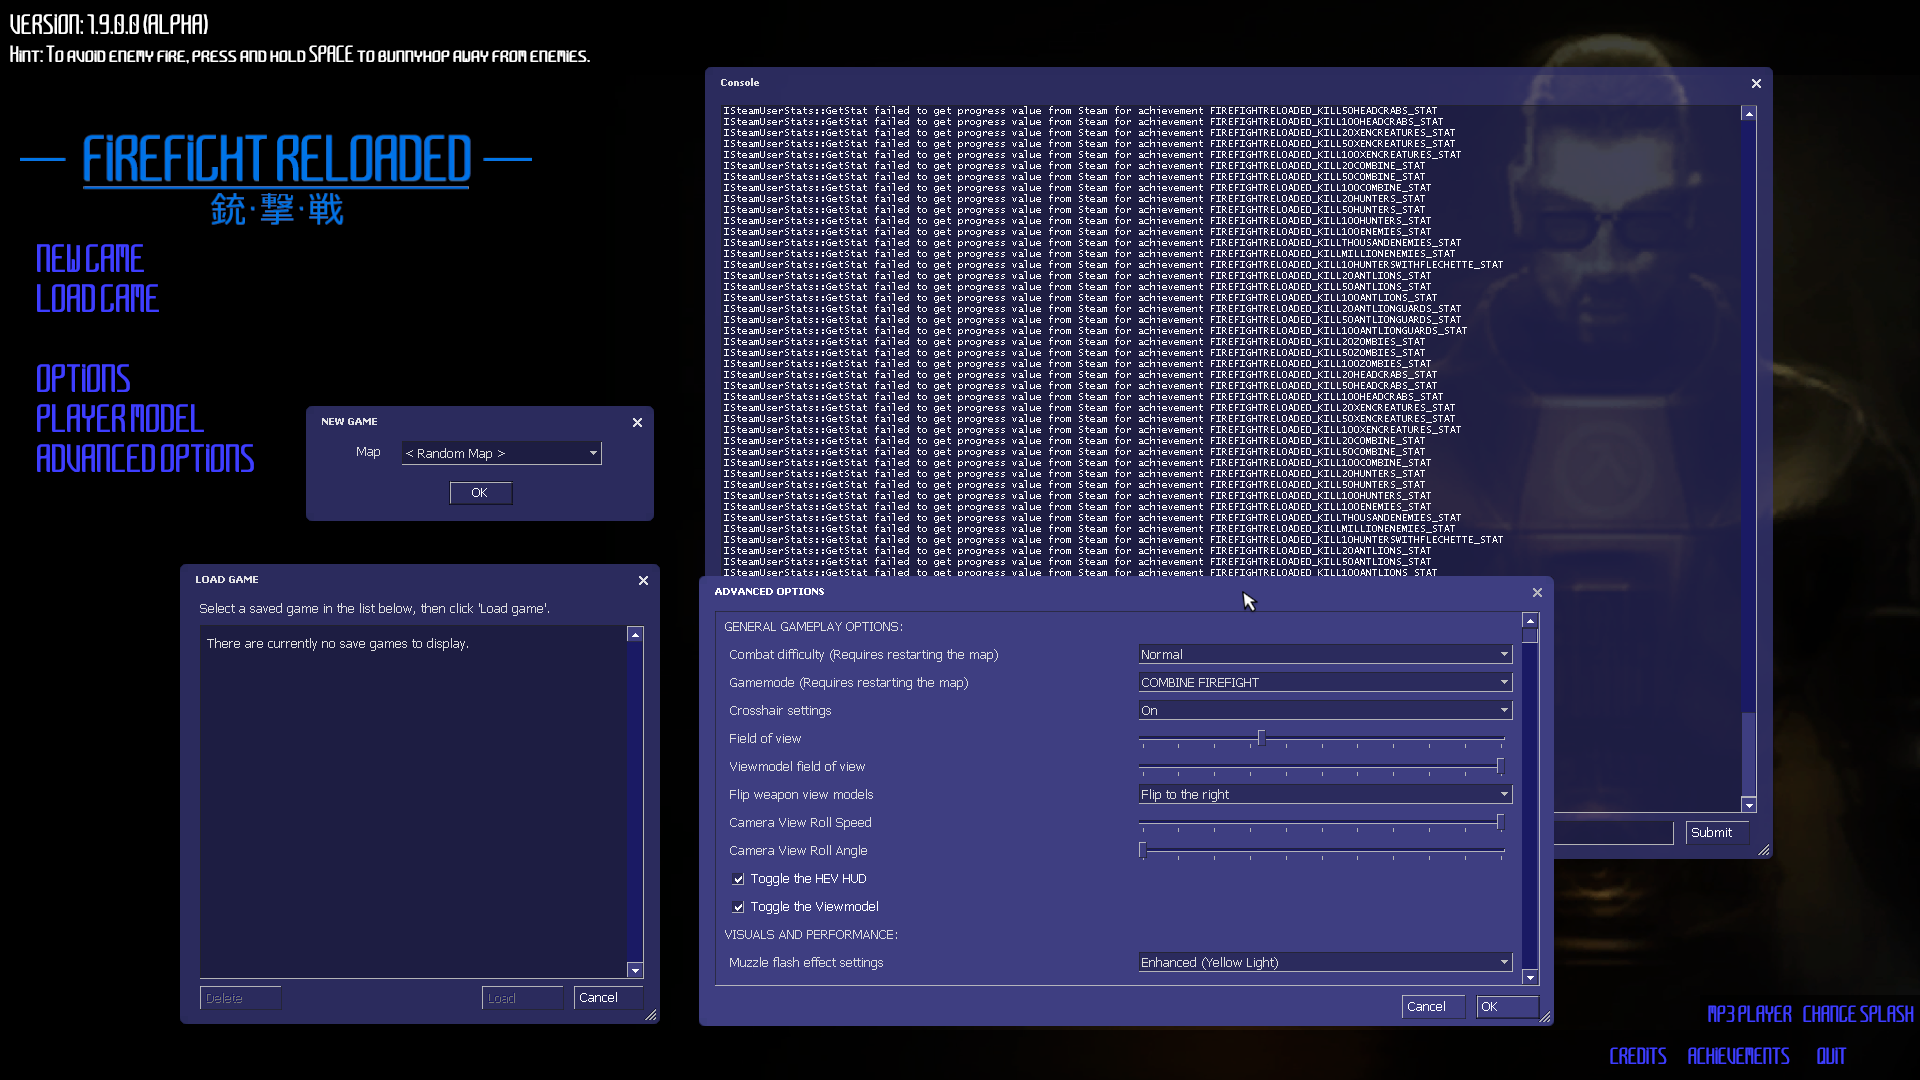 VERSION: 1.9.0.0 (ALPHA)
HINT: TO AVOID ENEMY FIRE, PRESS AND HOLD SPACE TO BUNNYHOP AWAY FROM ENEMIES.
FIREFIGHT RELOADED
銃·撃·戦
NEW GAME
LOAD GAME
OPTIONS
PLAYER MODEL
ADVANCED OPTIONS
NEW GAME
Map
< Random Map >
OK
LOAD GAME
Select a saved game in the list below, then click 'Load game'.
There are currently no save games to display.
Delete
Load
Cancel
Console
ISteamUserStats::GetStat failed to get progress value from Steam for achievement FIREFIGHTRELOADED_KILL50HEADCRABS_STAT
ISteamUserStats::GetStat failed to get progress value from Steam for achievement FIREFIGHTRELOADED_KILL100HEADCRABS_STAT
ISteamUserStats::GetStat failed to get progress value from Steam for achievement FIREFIGHTRELOADED_KILL20XENCREATURES_STAT
ISteamUserStats::GetStat failed to get progress value from Steam for achievement FIREFIGHTRELOADED_KILL50XENCREATURES_STAT
ISteamUserStats::GetStat failed to get progress value from Steam for achievement FIREFIGHTRELOADED_KILL100XENCREATURES_STAT
ISteamUserStats::GetStat failed to get progress value from Steam for achievement FIREFIGHTRELOADED_KILL20COMBINE_STAT
ISteamUserStats::GetStat failed to get progress value from Steam for achievement FIREFIGHTRELOADED_KILL50COMBINE_STAT
ISteamUserStats::GetStat failed to get progress value from Steam for achievement FIREFIGHTRELOADED_KILL100COMBINE_STAT
ISteamUserStats::GetStat failed to get progress value from Steam for achievement FIREFIGHTRELOADED_KILL20HUNTERS_STAT
ISteamUserStats::GetStat failed to get progress value from Steam for achievement FIREFIGHTRELOADED_KILL50HUNTERS_STAT
ISteamUserStats::GetStat failed to get progress value from Steam for achievement FIREFIGHTRELOADED_KILL100HUNTERS_STAT
ISteamUserStats::GetStat failed to get progress value from Steam for achievement FIREFIGHTRELOADED_KILL100ENEMIES_STAT
ISteamUserStats::GetStat failed to get progress value from Steam for achievement FIREFIGHTRELOADED_KILLTHOUSANDENEMIES_STAT
ISteamUserStats::GetStat failed to get progress value from Steam for achievement FIREFIGHTRELOADED_KILLMILLIONENEMIES_STAT
ISteamUserStats::GetStat failed to get progress value from Steam for achievement FIREFIGHTRELOADED_KILL10HUNTERSWITHFLECHETTE_STAT
ISteamUserStats::GetStat failed to get progress value from Steam for achievement FIREFIGHTRELOADED_KILL20ANTLIONS_STAT
ISteamUserStats::GetStat failed to get progress value from Steam for achievement FIREFIGHTRELOADED_KILL50ANTLIONS_STAT
ISteamUserStats::GetStat failed to get progress value from Steam for achievement FIREFIGHTRELOADED_KILL100ANTLIONS_STAT
ISteamUserStats::GetStat failed to get progress value from Steam for achievement FIREFIGHTRELOADED_KILL20ANTLIONGUARDS_STAT
ISteamUserStats::GetStat failed to get progress value from Steam for achievement FIREFIGHTRELOADED_KILL50ANTLIONGUARDS_STAT
ISteamUserStats::GetStat failed to get progress value from Steam for achievement FIREFIGHTRELOADED_KILL100ANTLIONGUARDS_STAT
ISteamUserStats::GetStat failed to get progress value from Steam for achievement FIREFIGHTRELOADED_KILL20ZOMBIES_STAT
ISteamUserStats::GetStat failed to get progress value from Steam for achievement FIREFIGHTRELOADED_KILL50ZOMBIES_STAT
ISteamUserStats::GetStat failed to get progress value from Steam for achievement FIREFIGHTRELOADED_KILL100ZOMBIES_STAT
ISteamUserStats::GetStat failed to get progress value from Steam for achievement FIREFIGHTRELOADED_KILL20HEADCRABS_STAT
ISteamUserStats::GetStat failed to get progress value from Steam for achievement FIREFIGHTRELOADED_KILL50HEADCRABS_STAT
ISteamUserStats::GetStat failed to get progress value from Steam for achievement FIREFIGHTRELOADED_KILL100HEADCRABS_STAT
ISteamUserStats::GetStat failed to get progress value from Steam for achievement FIREFIGHTRELOADED_KILL20XENCREATURES_STAT
ISteamUserStats::GetStat failed to get progress value from Steam for achievement FIREFIGHTRELOADED_KILL50XENCREATURES_STAT
ISteamUserStats::GetStat failed to get progress value from Steam for achievement FIREFIGHTRELOADED_KILL100XENCREATURES_STAT
ISteamUserStats::GetStat failed to get progress value from Steam for achievement FIREFIGHTRELOADED_KILL20COMBINE_STAT
ISteamUserStats::GetStat failed to get progress value from Steam for achievement FIREFIGHTRELOADED_KILL50COMBINE_STAT
ISteamUserStats::GetStat failed to get progress value from Steam for achievement FIREFIGHTRELOADED_KILL100COMBINE_STAT
ISteamUserStats::GetStat failed to get progress value from Steam for achievement FIREFIGHTRELOADED_KILL20HUNTERS_STAT
ISteamUserStats::GetStat failed to get progress value from Steam for achievement FIREFIGHTRELOADED_KILL50HUNTERS_STAT
ISteamUserStats::GetStat failed to get progress value from Steam for achievement FIREFIGHTRELOADED_KILL100HUNTERS_STAT
ISteamUserStats::GetStat failed to get progress value from Steam for achievement FIREFIGHTRELOADED_KILL100ENEMIES_STAT
ISteamUserStats::GetStat failed to get progress value from Steam for achievement FIREFIGHTRELOADED_KILLTHOUSANDENEMIES_STAT
ISteamUserStats::GetStat failed to get progress value from Steam for achievement FIREFIGHTRELOADED_KILLMILLIONENEMIES_STAT
ISteamUserStats::GetStat failed to get progress value from Steam for achievement FIREFIGHTRELOADED_KILL10HUNTERSWITHFLECHETTE_STAT
ISteamUserStats::GetStat failed to get progress value from Steam for achievement FIREFIGHTRELOADED_KILL20ANTLIONS_STAT
ISteamUserStats::GetStat failed to get progress value from Steam for achievement FIREFIGHTRELOADED_KILL50ANTLIONS_STAT
ISteamUserStats::GetStat failed to get progress value from Steam for achievement FIREFIGHTRELOADED_KILL100ANTLIONS_STAT
Submit
ADVANCED OPTIONS
GENERAL GAMEPLAY OPTIONS:
Combat difficulty (Requires restarting the map)
Normal
Gamemode (Requires restarting the map)
COMBINE FIREFIGHT
Crosshair settings
On
Field of view
Viewmodel field of view
Flip weapon view models
Flip to the right
Camera View Roll Speed
Camera View Roll Angle
Toggle the HEV HUD
Toggle the Viewmodel
VISUALS AND PERFORMANCE:
Muzzle flash effect settings
Enhanced (Yellow Light)
Cancel
OK
MP3 PLAYER
CHANGE SPLASH
CREDITS
ACHIEVEMENTS
QUIT